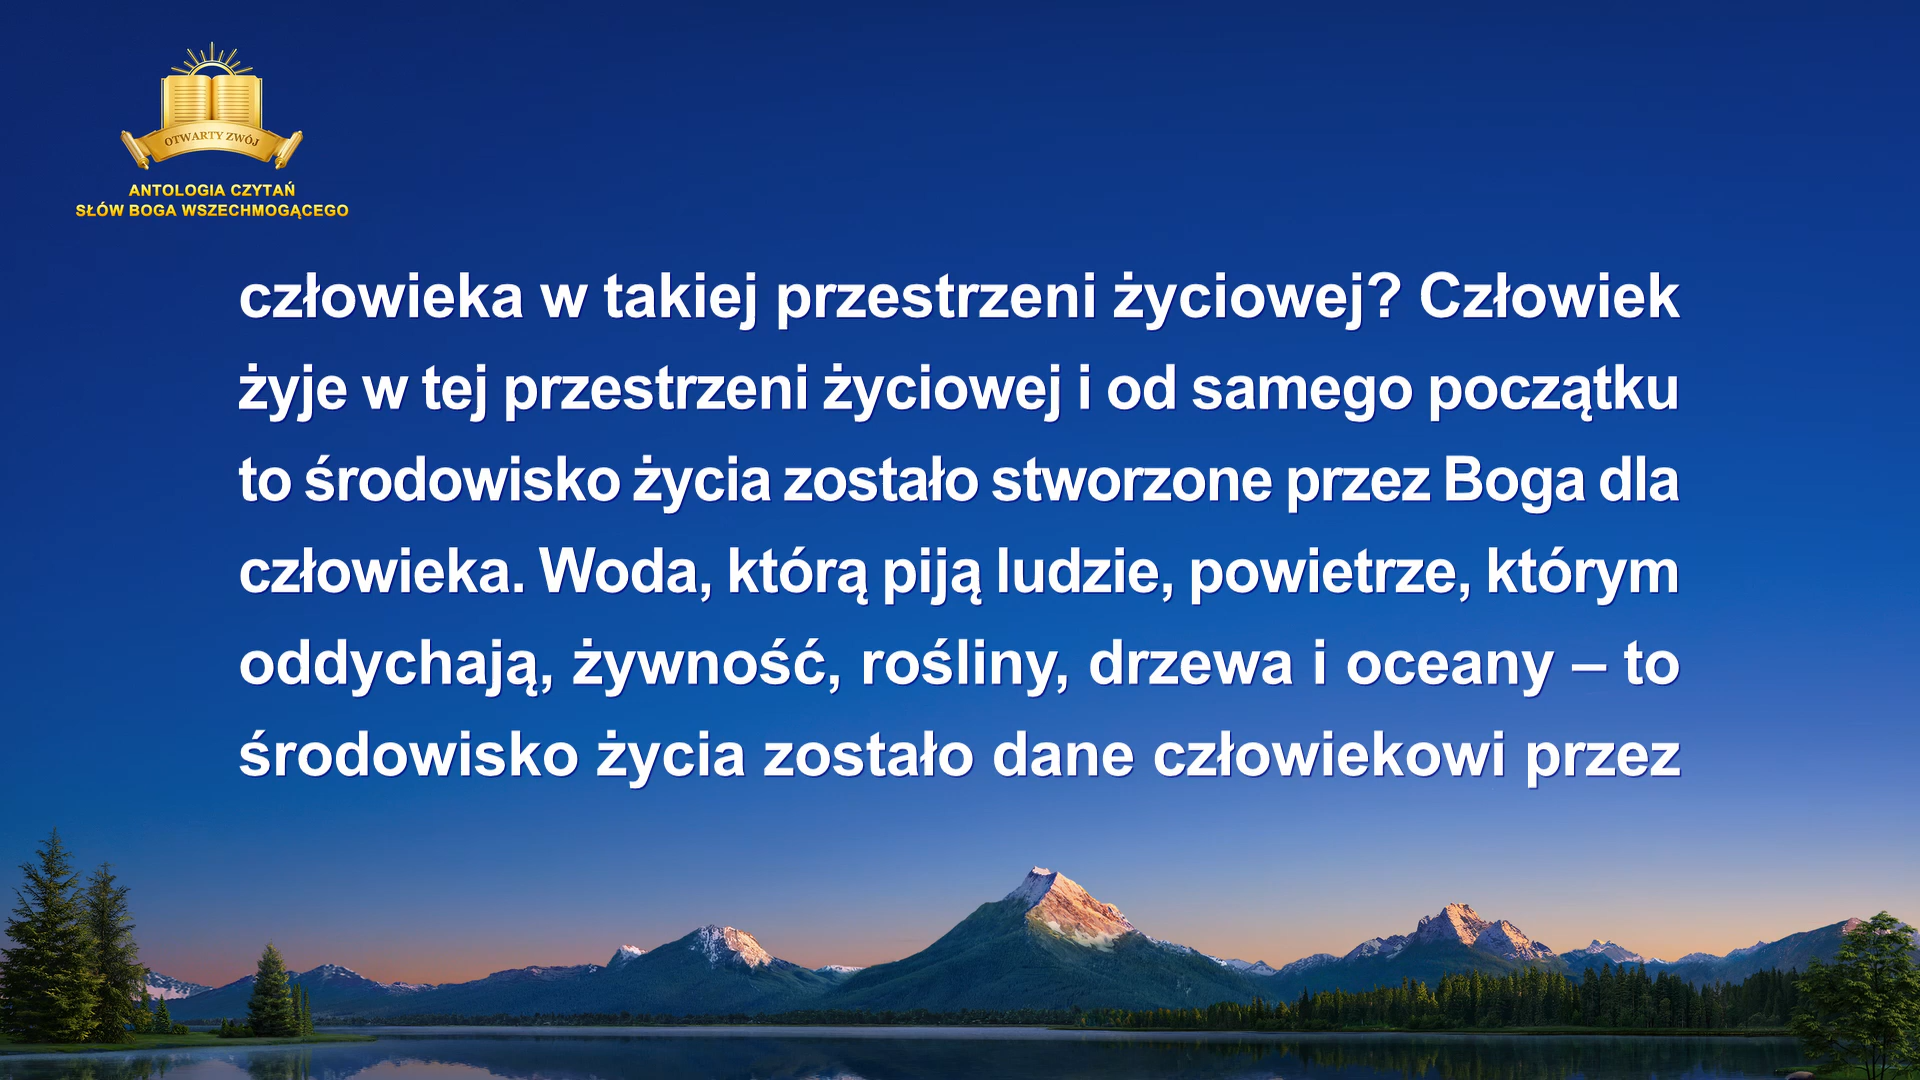 OTWARTY ZWÓJ
ANTOLOGIA CZYTAŃ
SŁÓW BOGA WSZECHMOGĄCEGO
człowieka w takiej przestrzeni życiowej? Człowiek
żyje w tej przestrzeni życiowej i od samego początku
to środowisko życia zostało stworzone przez Boga dla
człowieka. Woda, którą piją ludzie, powietrze, którym
oddychają, żywność, rośliny, drzewa i oceany – to
środowisko życia zostało dane człowiekowi przez